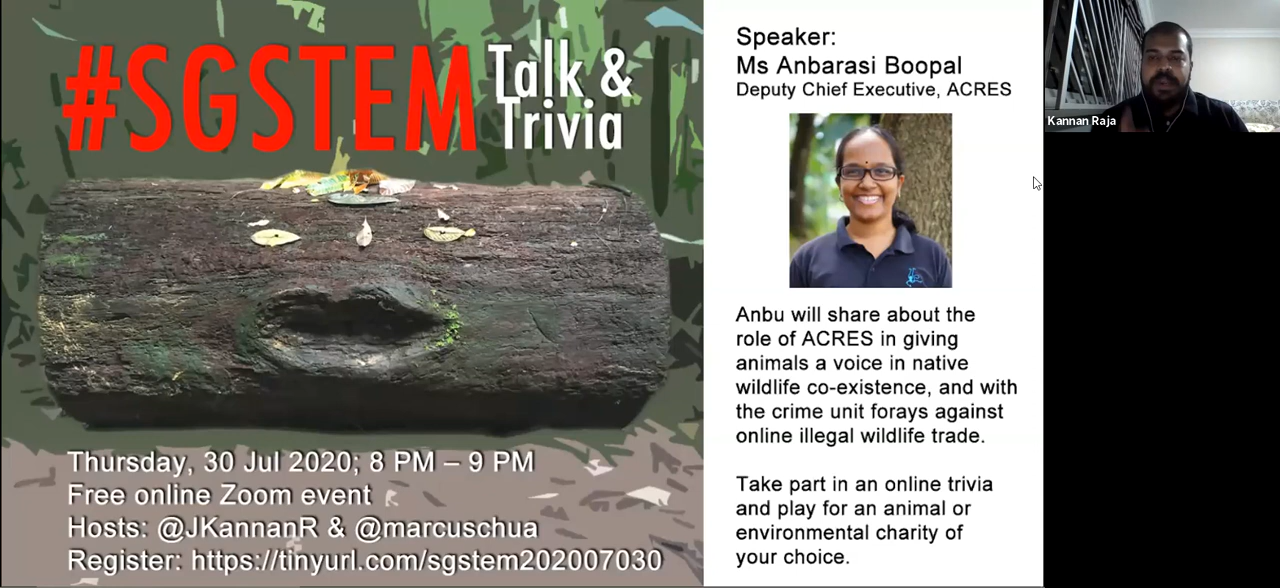 #SGSTEM Talk &
Trivia
Thursday, 30 Jul 2020; 8 PM – 9 PM
Free online Zoom event
Hosts: @JKannanR & @marcuschua
Register: https://tinyurl.com/sgstem202007030
Speaker:
Ms Anbarasi Boopal
Deputy Chief Executive, ACRES
Anbu will share about the
role of ACRES in giving
animals a voice in native
wildlife co-existence, and with
the crime unit forays against
online illegal wildlife trade.
Take part in an online trivia
and play for an animal or
environmental charity of
your choice.
Kannan Raja